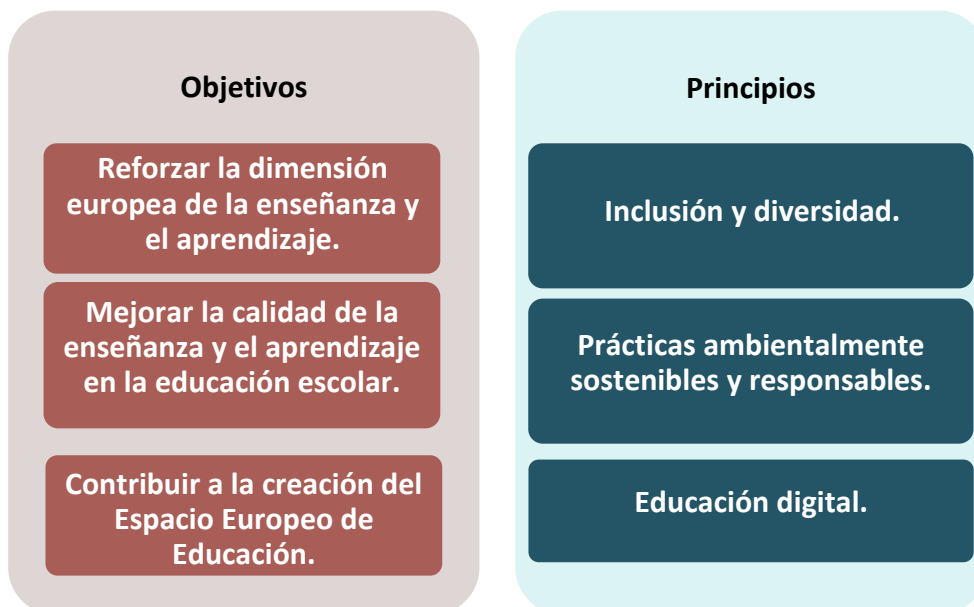 Objetivos
Reforzar la dimensión
europea de la enseñanza y
el aprendizaje.
Mejorar la calidad de la
enseñanza y el aprendizaje
en la educación escolar.
Contribuir a la creación del
Espacio Europeo de
Educación.
Principios
Inclusión y diversidad.
Prácticas ambientalmente
sostenibles y responsables.
Educación digital.